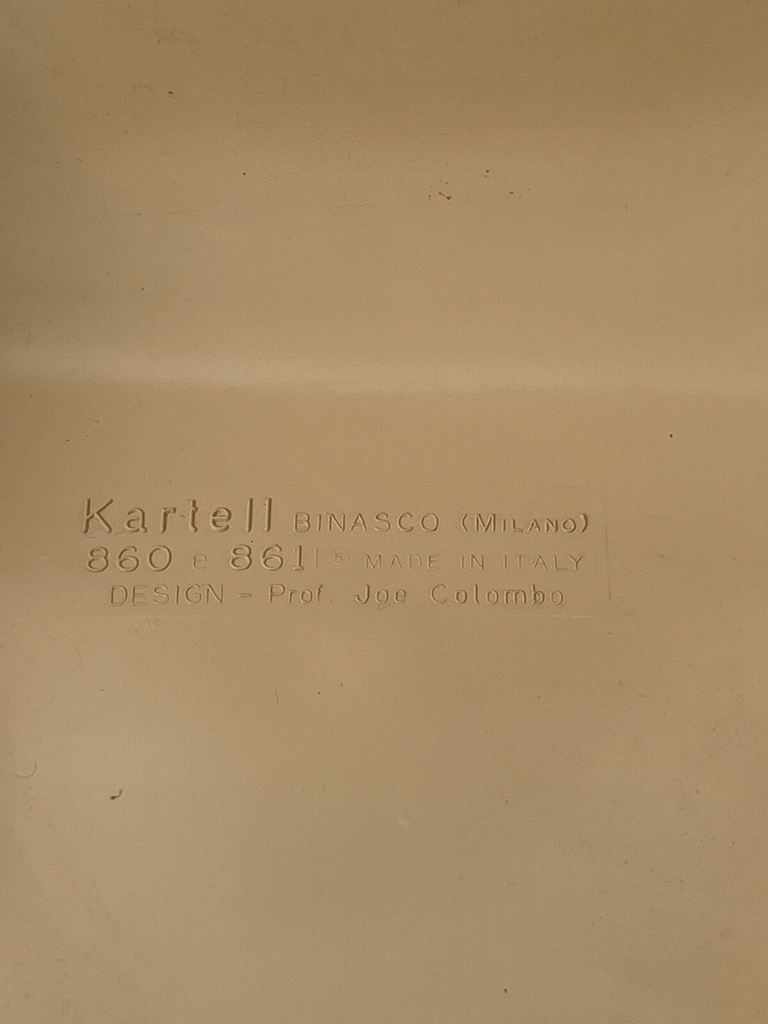 Kartell BINASCO (MILANO)
860 e 861 ® MADE IN ITALY
DESIGN - Prof Joe Colombo